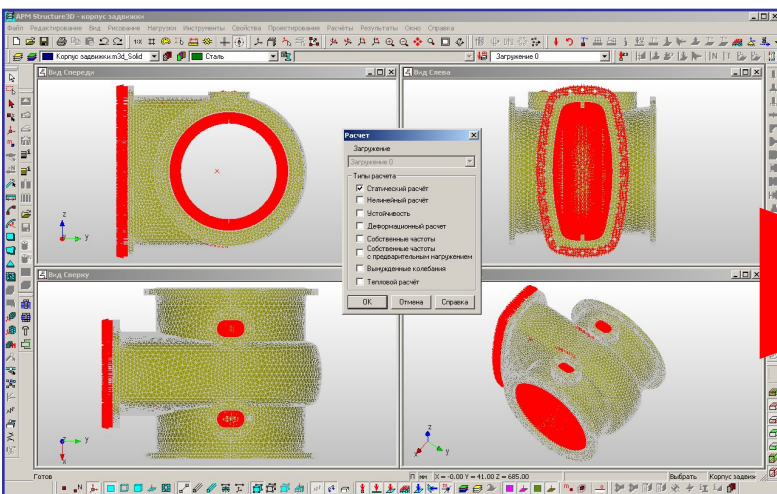 APM Structure3D - корпус задвижки
Файл Редактирование Вид Рисование Нагрузки Инструменты Свойства Проектирование Расчёты Результаты Окно Справка
Корпус задвижки.m3d_Solid Сталь Загружение 0
Вид Спереди
Вид Слева
z
y
Расчет
Загружение
Загружение 0
Типы расчета
Статический расчёт
Нелинейный расчёт
Устойчивость
Деформационный расчет
Собственные частоты
Собственные частоты
с предварительным нагружением
Вынужденные колебания
Тепловой расчёт
OK Отмена Справка
Вид Сверху
y
x
z
y
x
Готов П мм X = -0.00 Y = 41.00 Z = 685.00 Выбрать Корпус задвиж